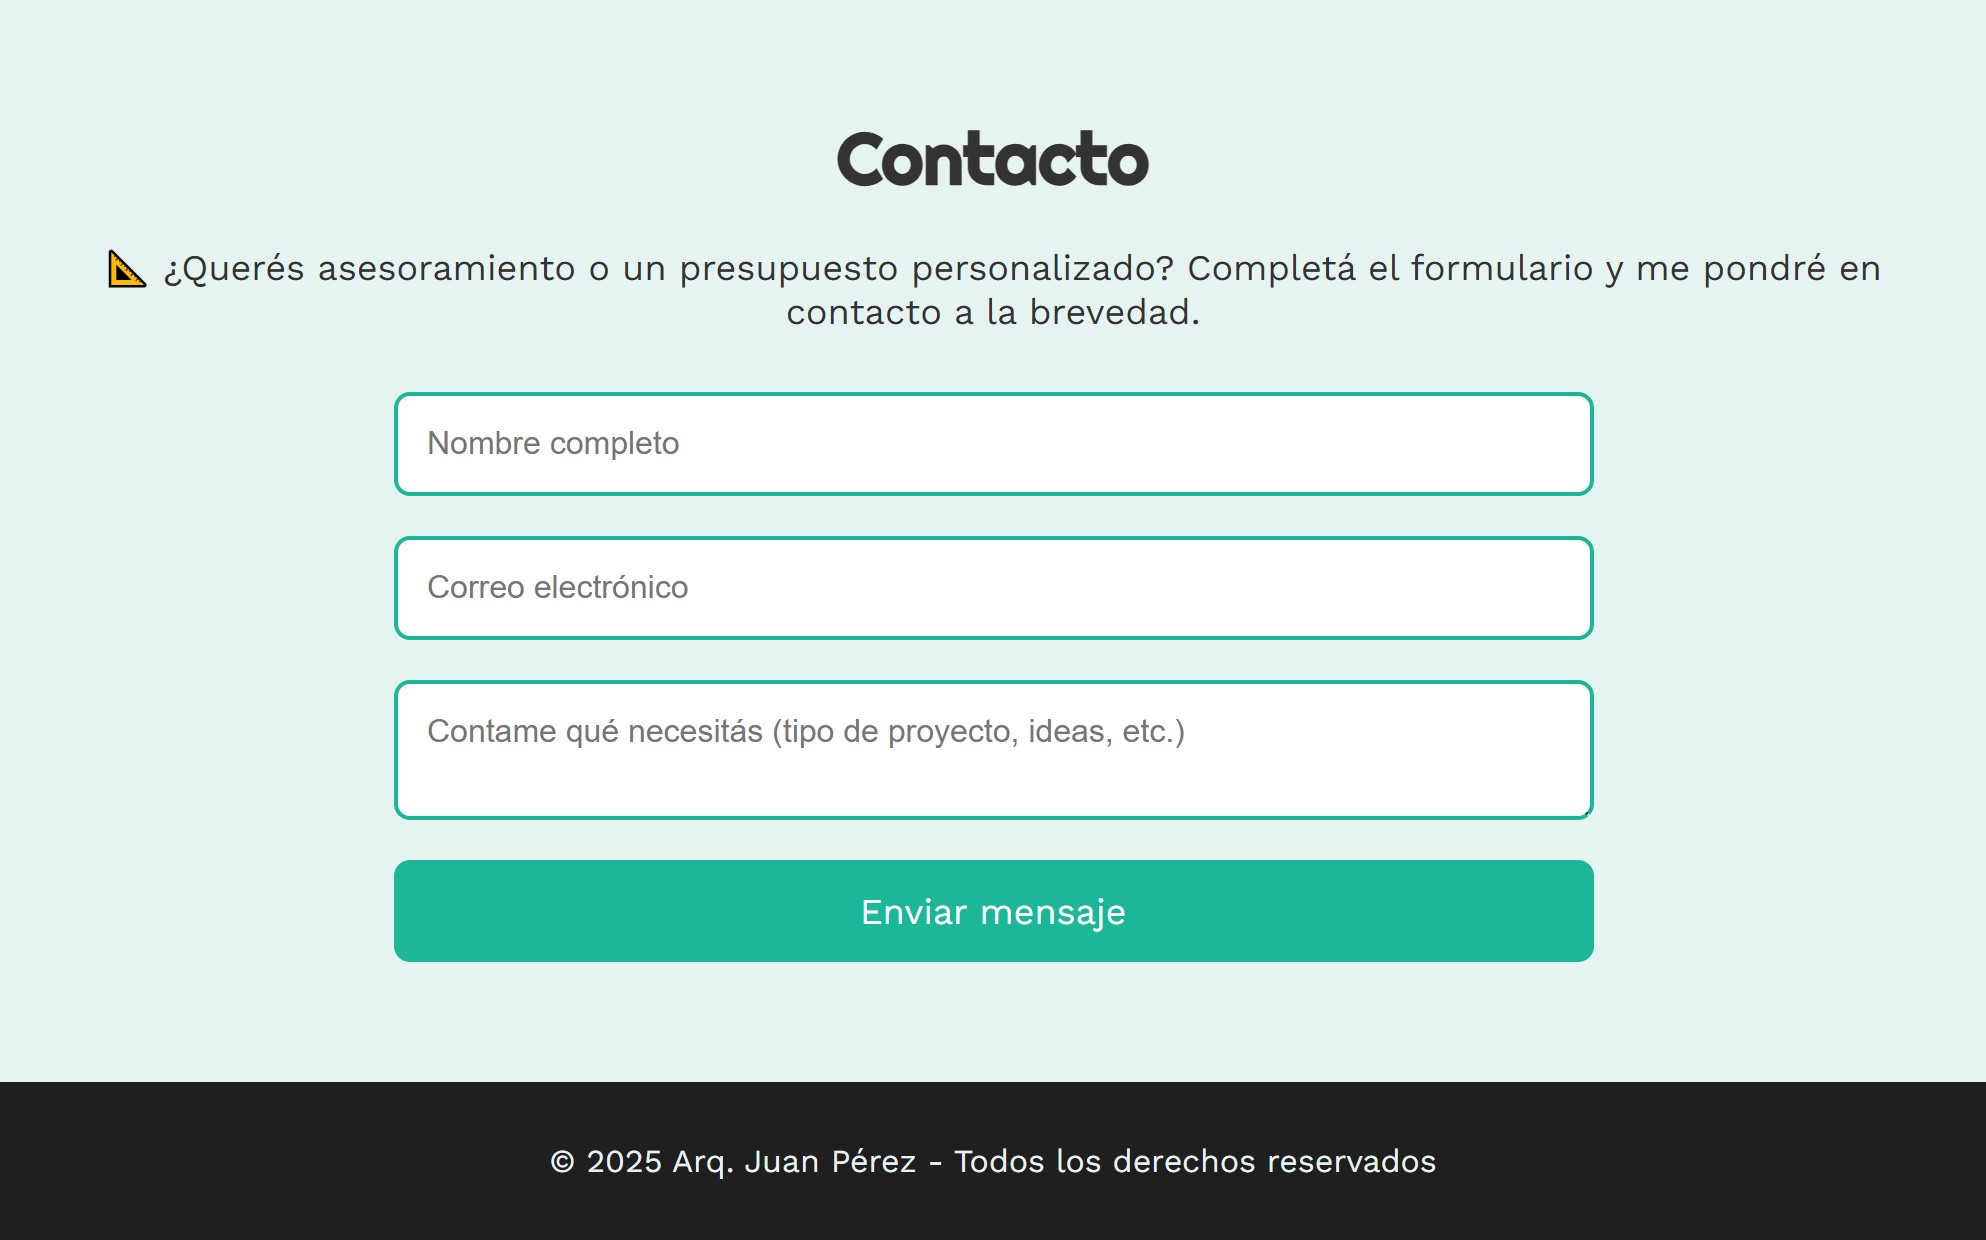 Contacto
📐 ¿Querés asesoramiento o un presupuesto personalizado? Completá el formulario y me pondré en
contacto a la brevedad.
Nombre completo
Correo electrónico
Contame qué necesitás (tipo de proyecto, ideas, etc.)
Enviar mensaje
© 2025 Arq. Juan Pérez - Todos los derechos reservados